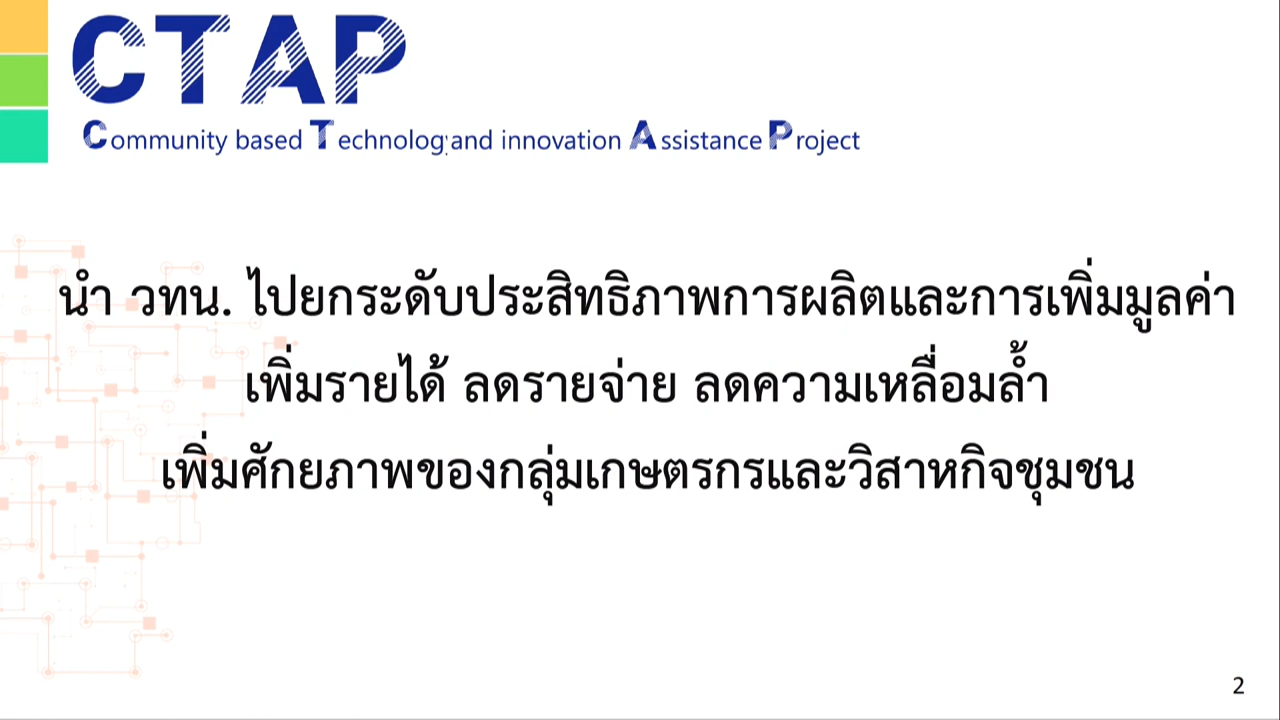 CTAP
Community based Technology and innovation Assistance Project
นำ วทน. ไปยกระดับประสิทธิภาพการผลิตและการเพิ่มมูลค่า
เพิ่มรายได้ ลดรายจ่าย ลดความเหลื่อมล้ำ
เพิ่มศักยภาพของกลุ่มเกษตรกรและวิสาหกิจชุมชน
2